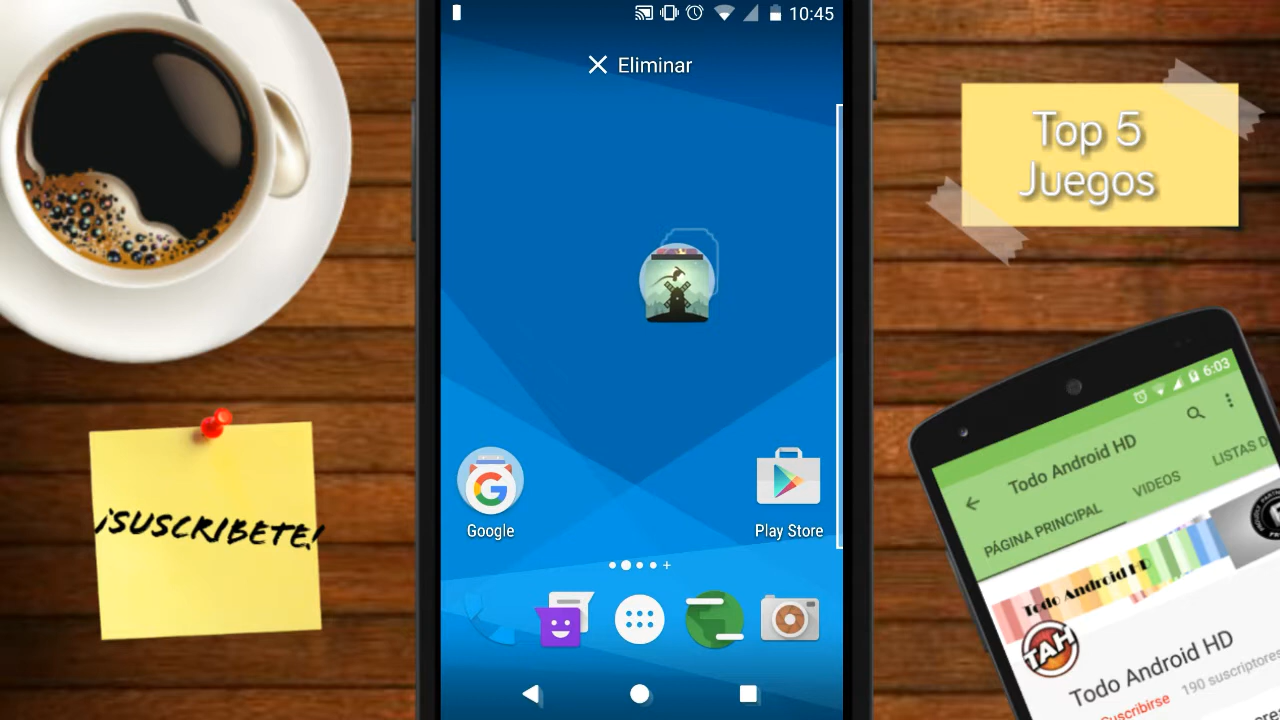 10:45
Eliminar
Top 5
Juegos
¡SUSCRIBETE!
Google
Play Store
+
6:03
Todo Android HD
PÁGINA PRINCIPAL
VIDEOS
LISTAS D
Todo Android HD
TAH
Todo Android HD
Suscribirse
190 suscriptores